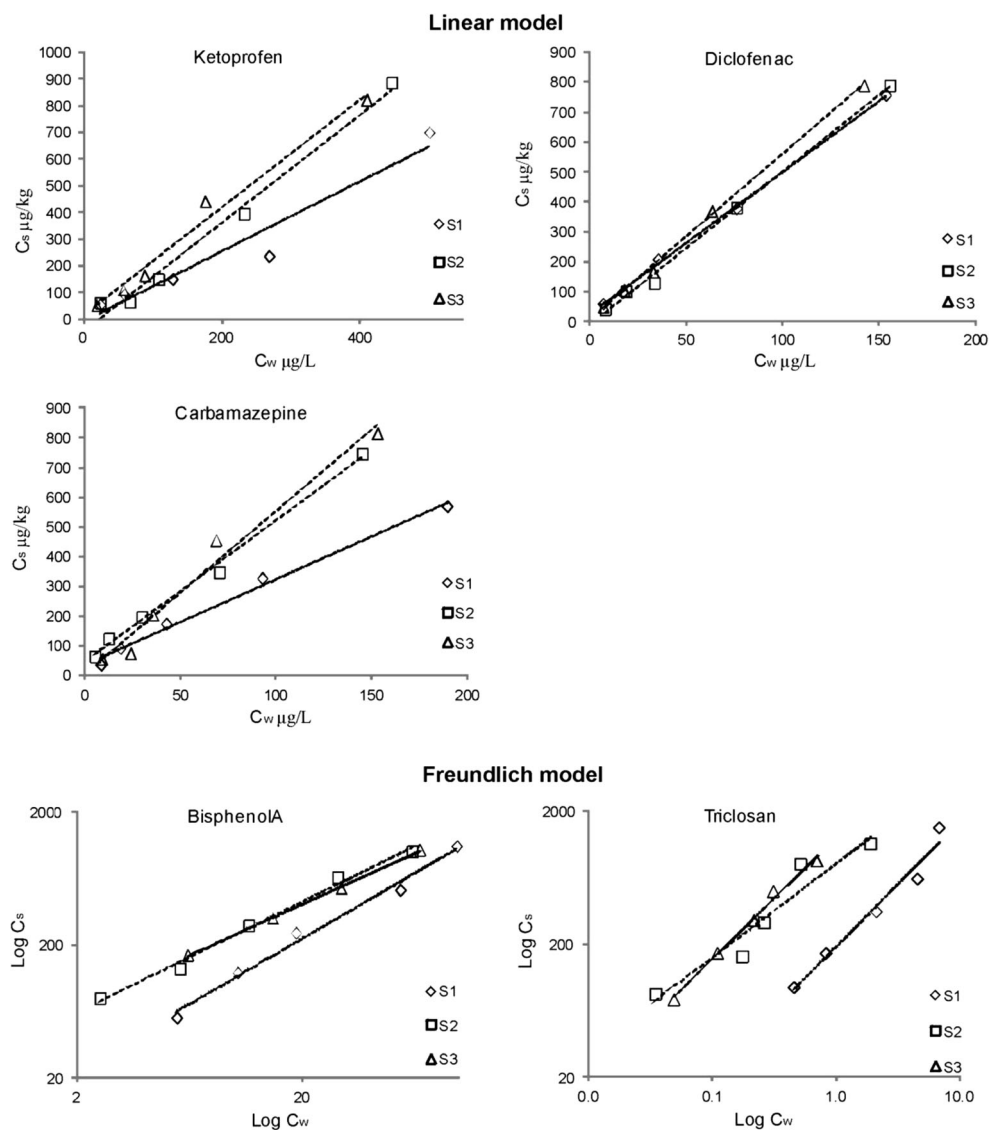 Linear model
Ketoprofen
1000
900
800
700
600
500
400
300
200
100
0
Cs µg/kg
0 200 400
Cw µg/L
S1
S2
S3
Diclofenac
900
800
700
600
500
400
300
200
100
0
Cs µg/kg
0 50 100 150 200
Cw µg/L
S1
S2
S3
Carbamazepine
900
800
700
600
500
400
300
200
100
0
Cs µg/kg
0 50 100 150 200
Cw µg/L
S1
S2
S3
Freundlich model
BisphenolA
2000
200
20
Log Cs
2 20
Log Cw
S1
S2
S3
Triclosan
2000
200
20
Log Cs
0.0 0.1 1.0 10.0
Log Cw
S1
S2
S3